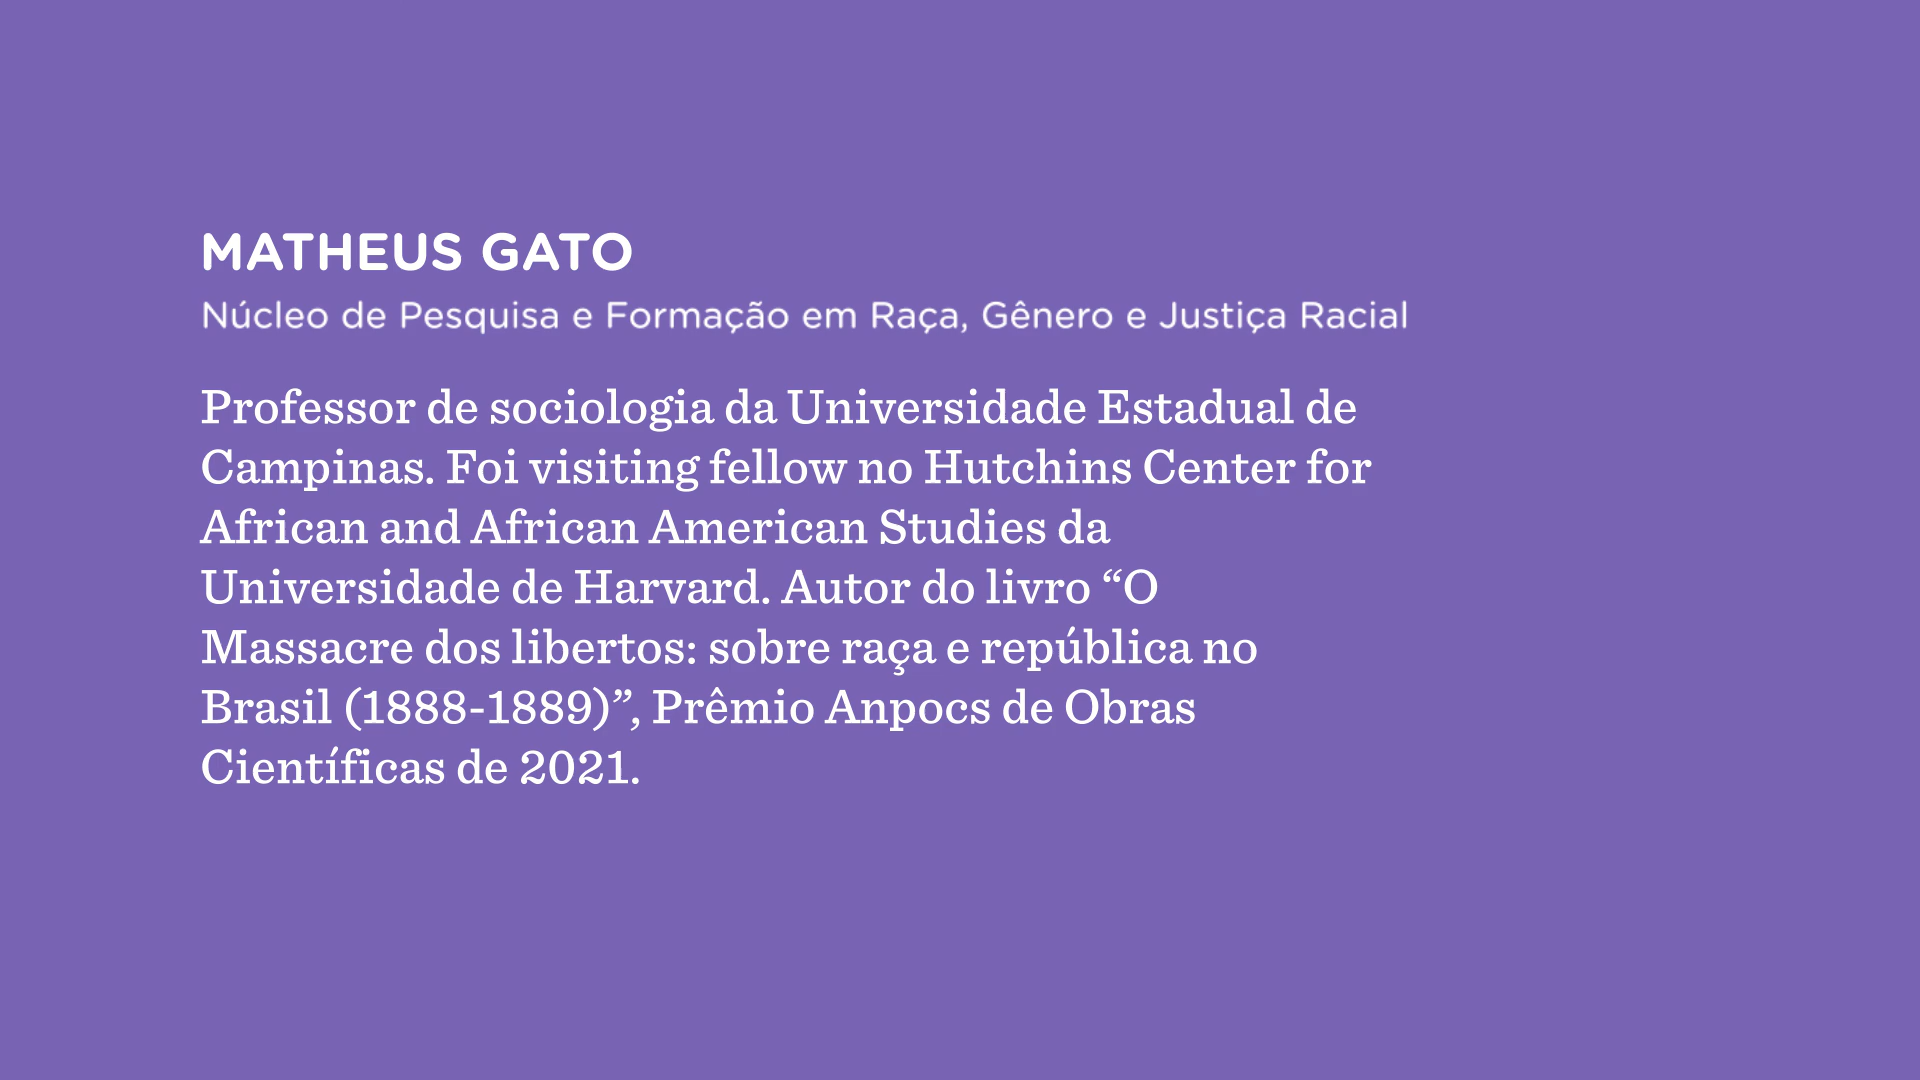 MATHEUS GATO
Núcleo de Pesquisa e Formação em Raça, Gênero e Justiça Racial
Professor de sociologia da Universidade Estadual de
Campinas. Foi visiting fellow no Hutchins Center for
African and African American Studies da
Universidade de Harvard. Autor do livro “O
Massacre dos libertos: sobre raça e república no
Brasil (1888-1889)”, Prêmio Anpocs de Obras
Científicas de 2021.